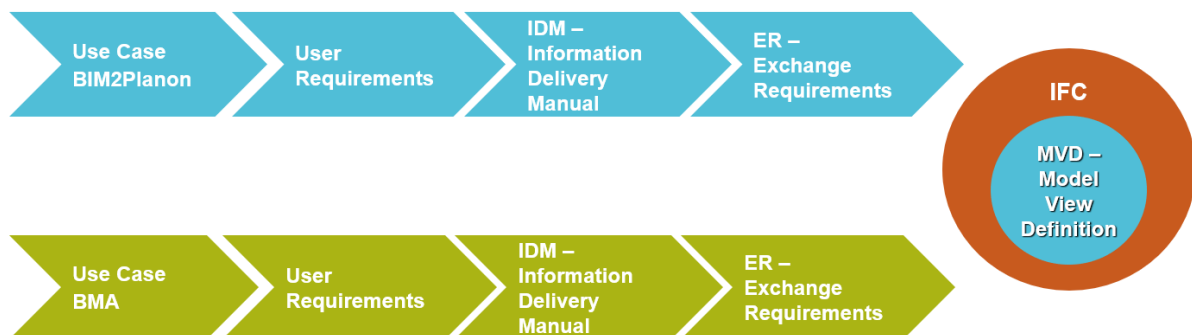 Use Case
BIM2Planon
User
Requirements
IDM –
Information
Delivery
Manual
ER –
Exchange
Requirements
IFC
MVD –
Model
View
Definition
Use Case
BMA
User
Requirements
IDM –
Information
Delivery
Manual
ER –
Exchange
Requirements